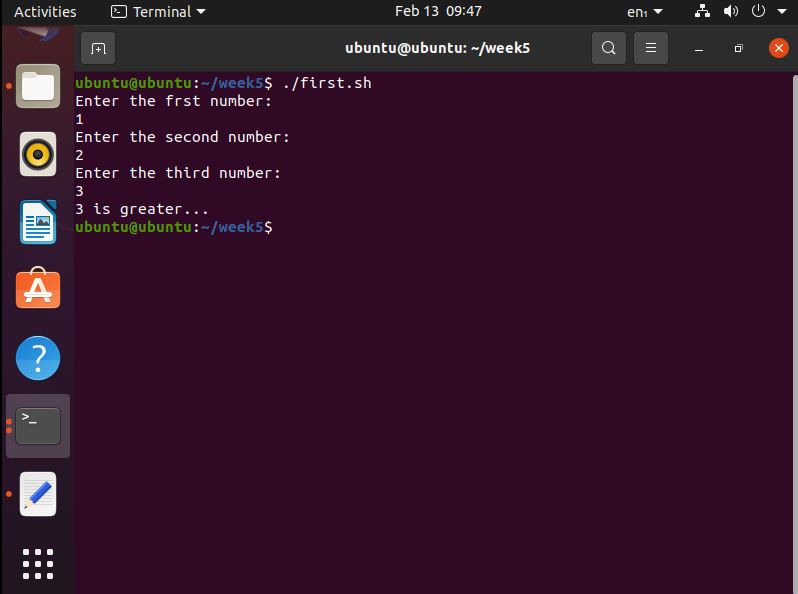 Activities
Terminal
Feb 13 09:47
en₁
ubuntu@ubuntu: ~/week5
ubuntu@ubuntu:~/week5$ ./first.sh
Enter the frst number:
1
Enter the second number:
2
Enter the third number:
3
3 is greater...
ubuntu@ubuntu:~/week5$